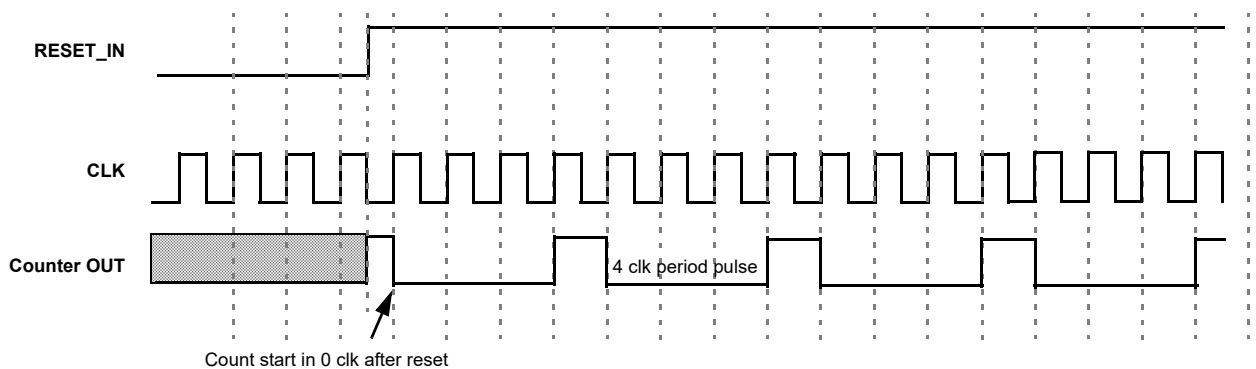 RESET_IN
CLK
Counter OUT
4 clk period pulse
Count start in 0 clk after reset